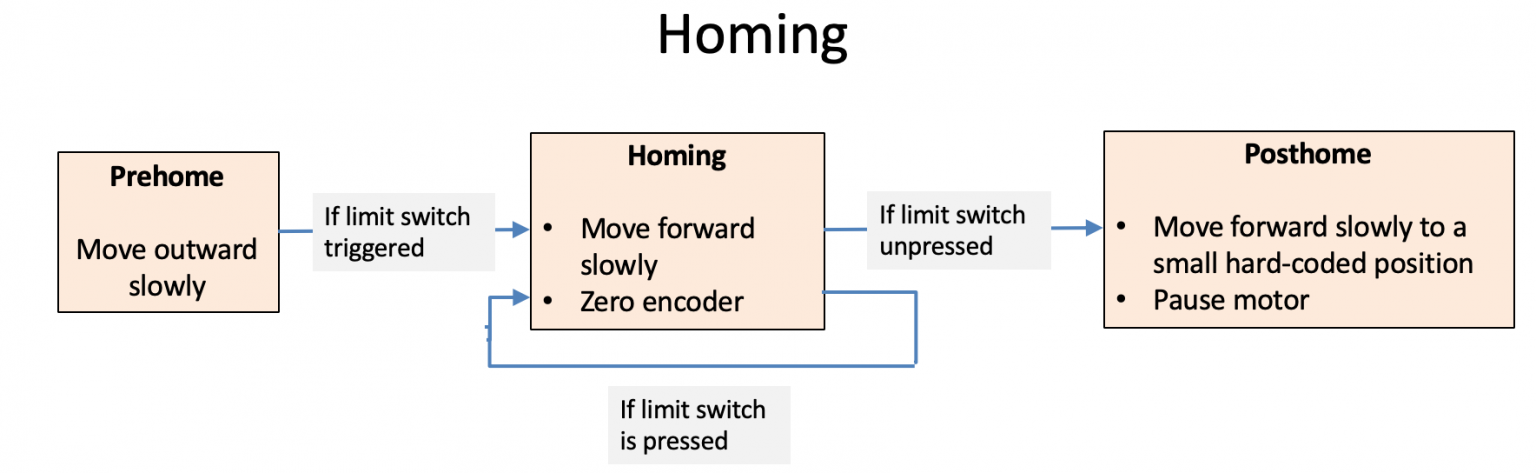 Homing
Prehome
Move outward
slowly
If limit switch
triggered
Homing
• Move forward
slowly
• Zero encoder
If limit switch
is pressed
If limit switch
unpressed
Posthome
• Move forward slowly to a
small hard-coded position
• Pause motor